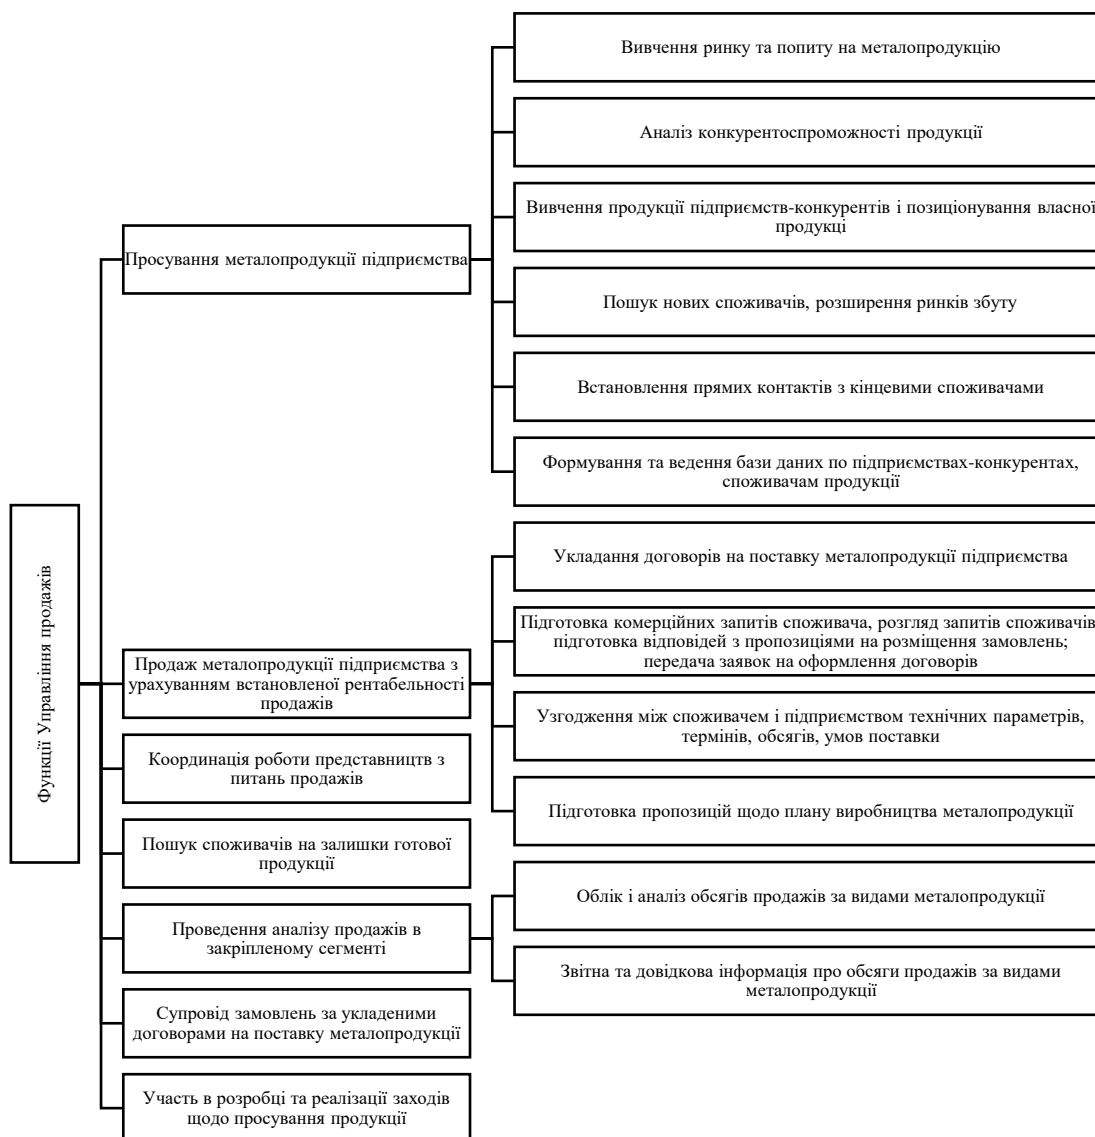 Функції Управління продажів
Просування металопродукції підприємства
Вивчення ринку та попиту на металопродукцію
Аналіз конкурентоспроможності продукції
Вивчення продукції підприємств-конкурентів і позиціонування власної
продукці
Пошук нових споживачів, розширення ринків збуту
Встановлення прямих контактів з кінцевими споживачами
Формування та ведення бази даних по підприємствах-конкурентах,
споживачам продукції
Продаж металопродукції підприємства з
урахуванням встановленої рентабельності
продажів
Укладання договорів на поставку металопродукції підприємства
Підготовка комерційних запитів споживача, розгляд запитів споживачів
підготовка відповідей з пропозиціями на розміщення замовлень;
передача заявок на оформлення договорів
Узгодження між споживачем і підприємством технічних параметрів,
термінів, обсягів, умов поставки
Підготовка пропозицій щодо плану виробництва металопродукції
Координація роботи представництв з
питань продажів
Пошук споживачів на залишки готової
продукції
Проведення аналізу продажів в
закріпленому сегменті
Облік і аналіз обсягів продажів за видами металопродукції
Звітна та довідкова інформація про обсяги продажів за видами
металопродукції
Супровід замовлень за укладеними
договорами на поставку металопродукції
Участь в розробці та реалізації заходів
щодо просування продукції